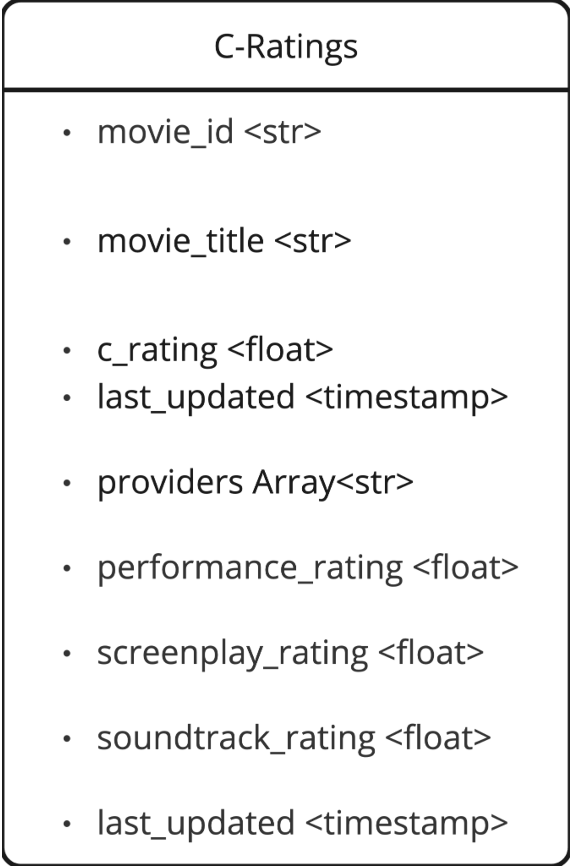 C-Ratings
• movie_id <str>
• movie_title <str>
• c_rating <float>
• last_updated <timestamp>
• providers Array<str>
• performance_rating <float>
• screenplay_rating <float>
• soundtrack_rating <float>
• last_updated <timestamp>